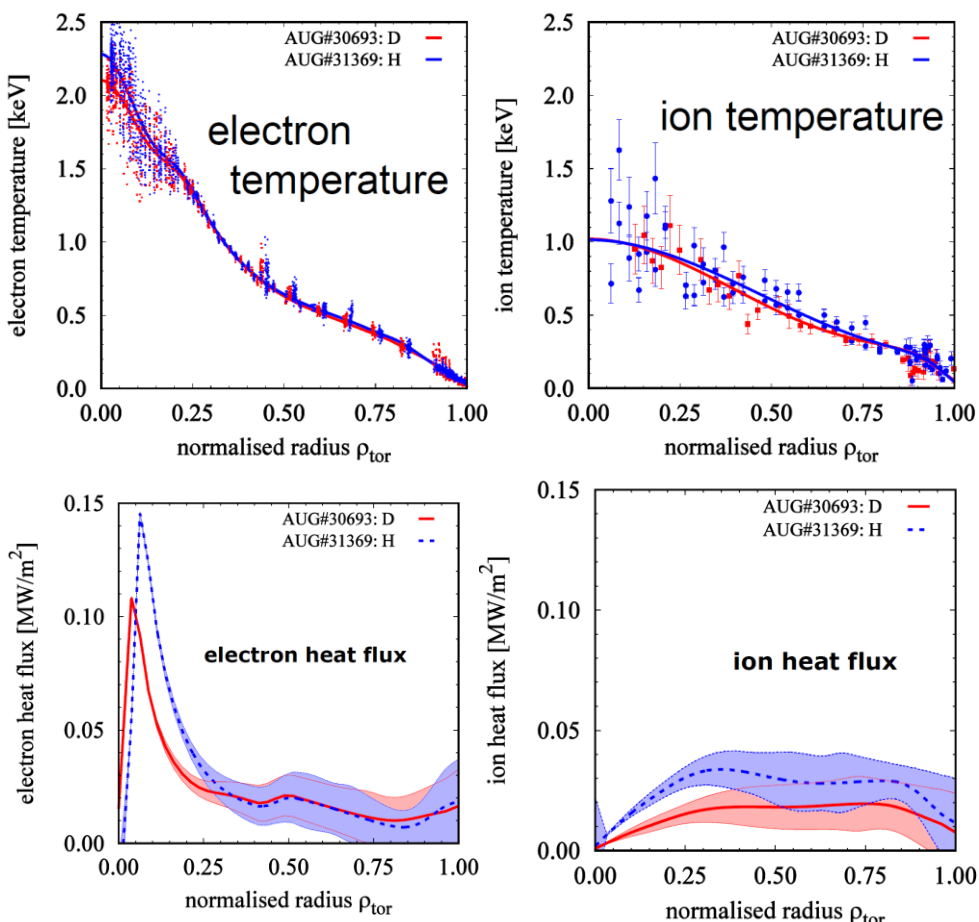 electron temperature [keV]
2.5
2.0
1.5
1.0
0.5
0.0
AUG#30693: D
AUG#31369: H
electron
temperature
0.00 0.25 0.50 0.75 1.00
normalised radius ρtor
ion temperature [keV]
2.5
2.0
1.5
1.0
0.5
0.0
AUG#30693: D
AUG#31369: H
ion temperature
0.00 0.25 0.50 0.75 1.00
normalised radius ρtor
electron heat flux [MW/m²]
0.15
0.10
0.05
0.00
AUG#30693: D
AUG#31369: H
electron heat flux
0.00 0.25 0.50 0.75 1.00
normalised radius ρtor
ion heat flux [MW/m²]
0.15
0.10
0.05
0.00
AUG#30693: D
AUG#31369: H
ion heat flux
0.00 0.25 0.50 0.75 1.00
normalised radius ρtor